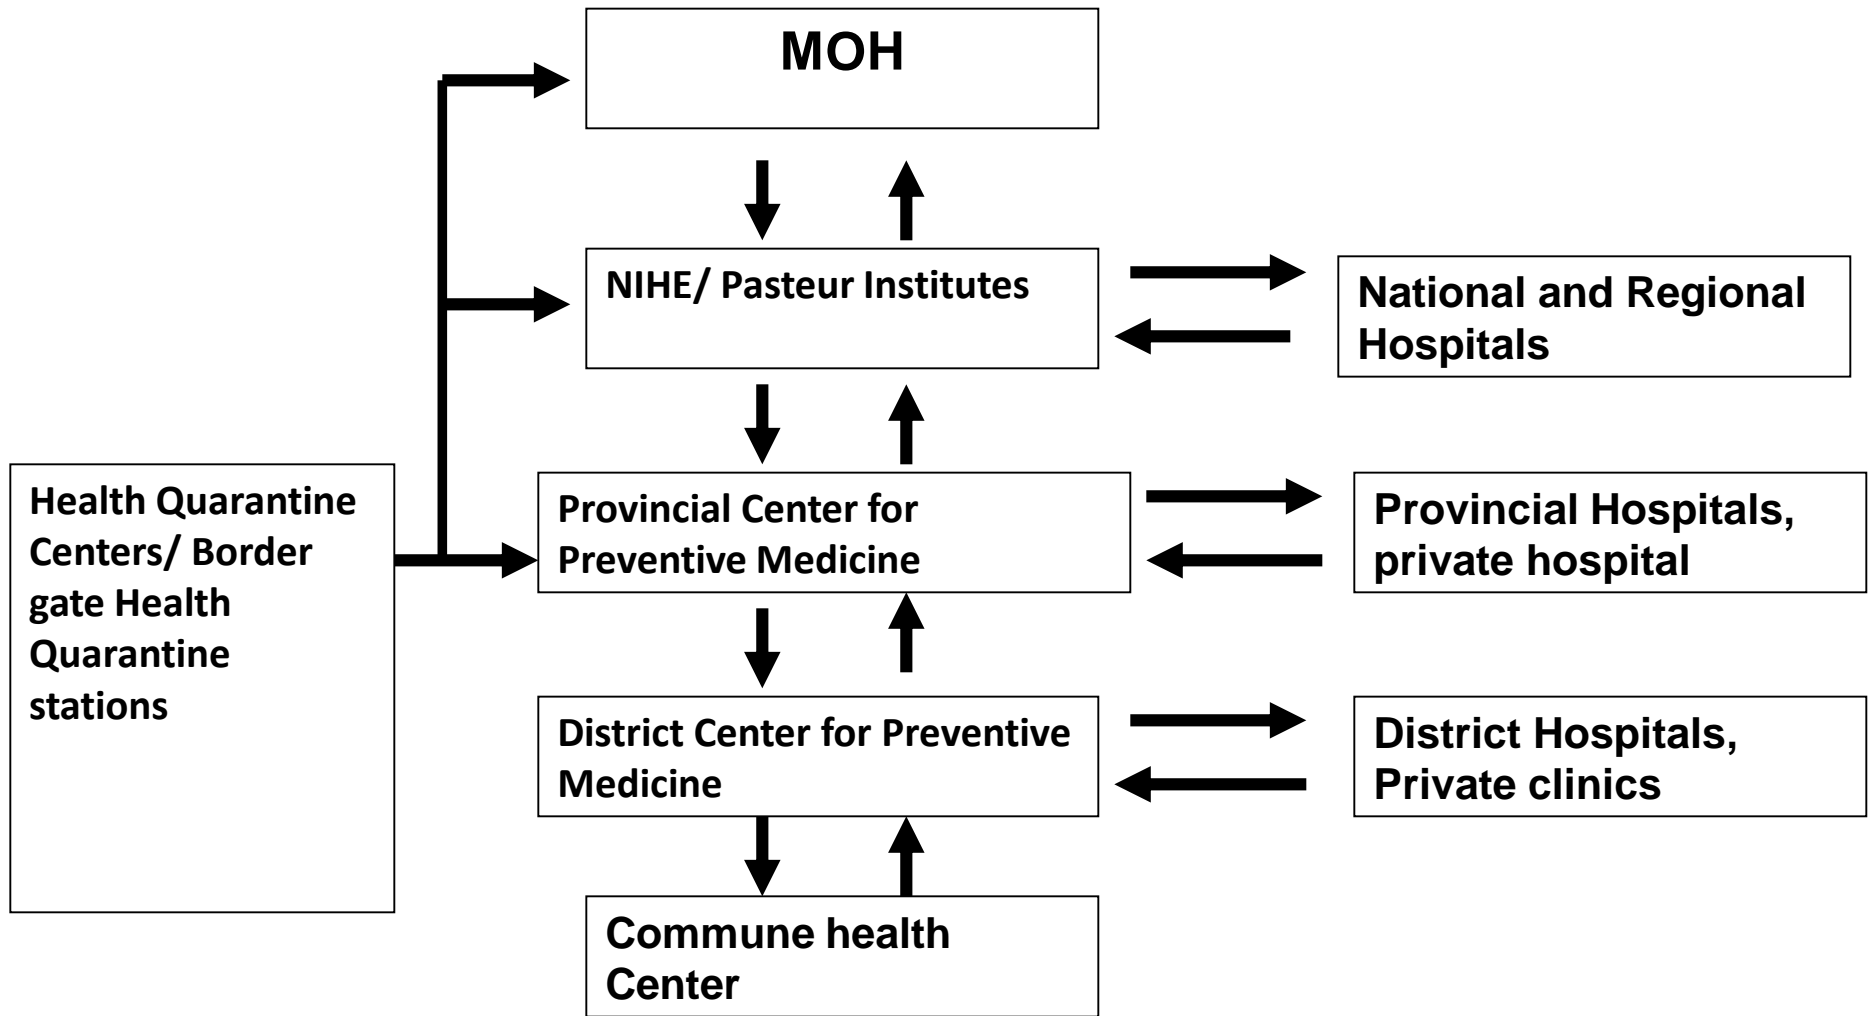 MOH
NIHE/ Pasteur Institutes
National and Regional
Hospitals
Health Quarantine
Centers/ Border
gate Health
Quarantine
stations
Provincial Center for
Preventive Medicine
Provincial Hospitals,
private hospital
District Center for Preventive
Medicine
District Hospitals,
Private clinics
Commune health
Center